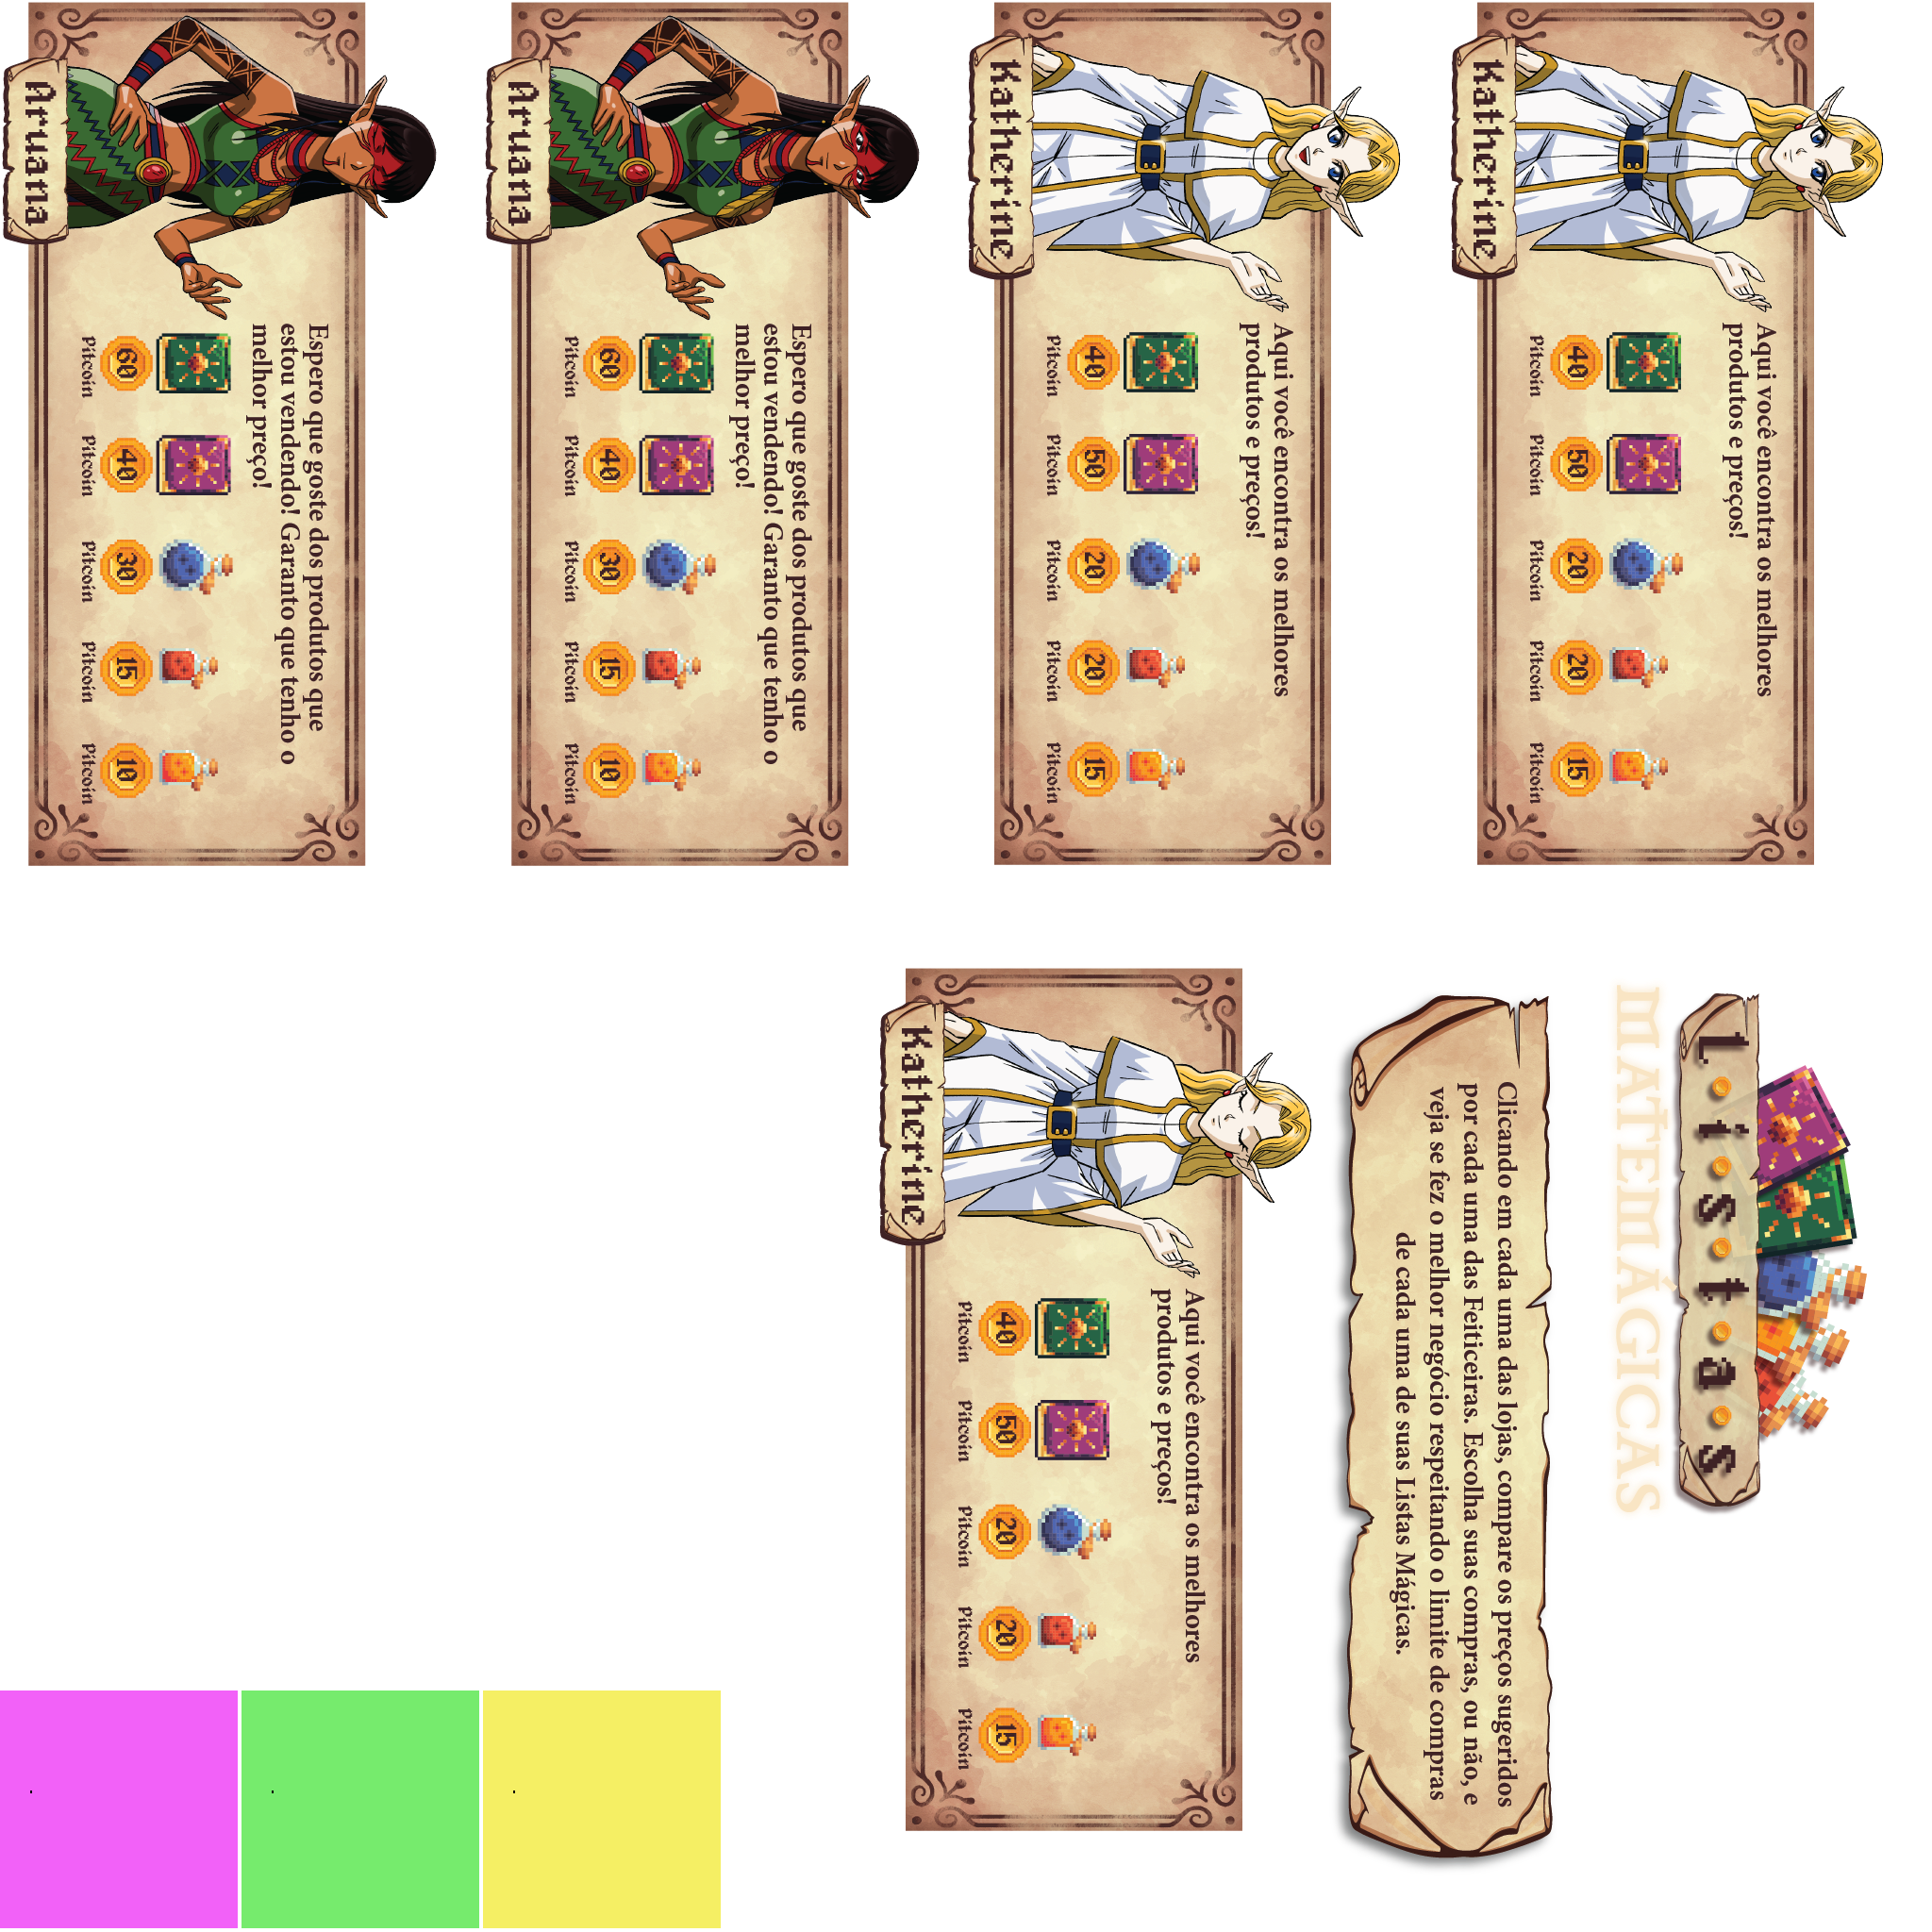 Aruana
Espero que goste dos produtos que
estou vendendo! Garanto que tenho o
melhor preço!
60 40 30 15 10
Pitcoin Pitcoin Pitcoin Pitcoin Pitcoin
Aruana
Espero que goste dos produtos que
estou vendendo! Garanto que tenho o
melhor preço!
60 40 30 15 10
Pitcoin Pitcoin Pitcoin Pitcoin Pitcoin
Katherine
Aqui você encontra os melhores
produtos e preços!
40 50 20 20 15
Pitcoin Pitcoin Pitcoin Pitcoin Pitcoin
Katherine
Aqui você encontra os melhores
produtos e preços!
40 50 20 20 15
Pitcoin Pitcoin Pitcoin Pitcoin Pitcoin
Katherine
Aqui você encontra os melhores
produtos e preços!
40 50 20 20 15
Pitcoin Pitcoin Pitcoin Pitcoin Pitcoin
Clicando em cada uma das lojas, compare os preços sugeridos
por cada uma das Feiticeiras. Escolha suas compras, ou não, e
veja se fez o melhor negócio respeitando o limite de compras
de cada uma de suas Listas Mágicas.
Listas
MATEMÁGICAS